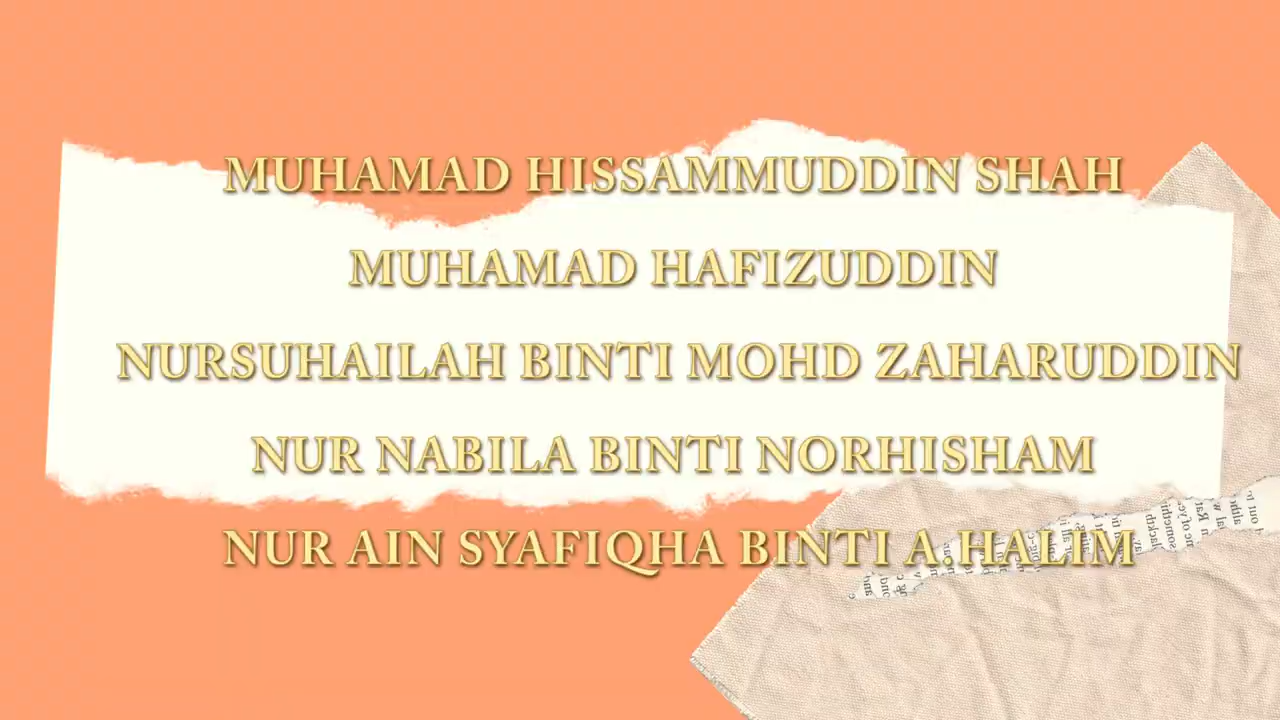 MUHAMAD HISSAMMUDDIN SHAH
MUHAMAD HAFIZUDDIN
NURSUHAILAH BINTI MOHD ZAHARUDDIN
NUR NABILA BINTI NORHISHAM
NUR AIN SYAFIQHA BINTI A.HALIM